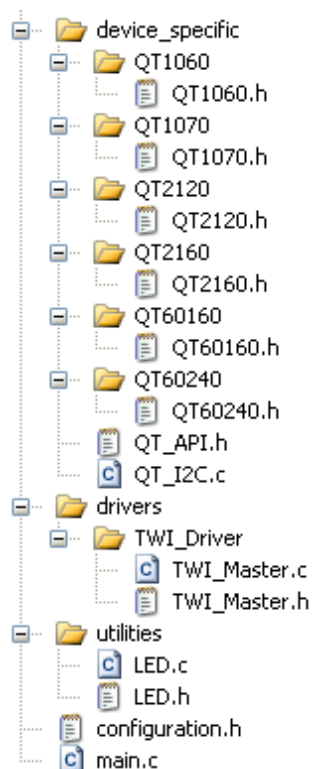 device_specific
QT1060
QT1060.h
QT1070
QT1070.h
QT2120
QT2120.h
QT2160
QT2160.h
QT60160
QT60160.h
QT60240
QT60240.h
QT_API.h
QT_I2C.c
drivers
TWI_Driver
TWI_Master.c
TWI_Master.h
utilities
LED.c
LED.h
configuration.h
main.c